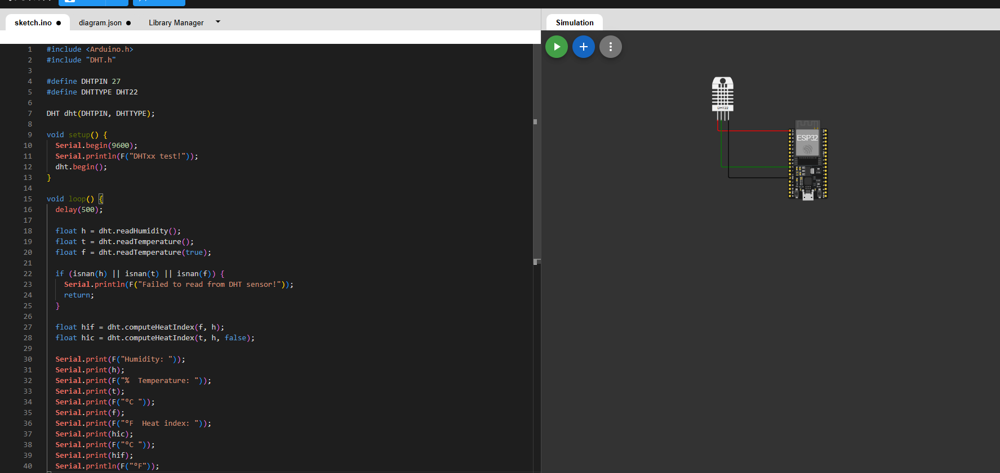 sketch.ino ● diagram.json ● Library Manager
Simulation
1 #include <Arduino.h>
2 #include "DHT.h"
3
4 #define DHTPIN 27
5 #define DHTTYPE DHT22
6
7 DHT dht(DHTPIN, DHTTYPE);
8
9 void setup() {
10   Serial.begin(9600);
11   Serial.println(F("DHTxx test!"));
12   dht.begin();
13 }
14
15 void loop() {
16   delay(500);
17
18   float h = dht.readHumidity();
19   float t = dht.readTemperature();
20   float f = dht.readTemperature(true);
21
22   if (isnan(h) || isnan(t) || isnan(f)) {
23     Serial.println(F("Failed to read from DHT sensor!"));
24     return;
25   }
26
27   float hif = dht.computeHeatIndex(f, h);
28   float hic = dht.computeHeatIndex(t, h, false);
29
30   Serial.print(F("Humidity: "));
31   Serial.print(h);
32   Serial.print(F("%  Temperature: "));
33   Serial.print(t);
34   Serial.print(F("°C "));
35   Serial.print(f);
36   Serial.print(F("°F  Heat index: "));
37   Serial.print(hic);
38   Serial.print(F("°C "));
39   Serial.print(hif);
40   Serial.println(F("°F"));
DHT22
ESP32